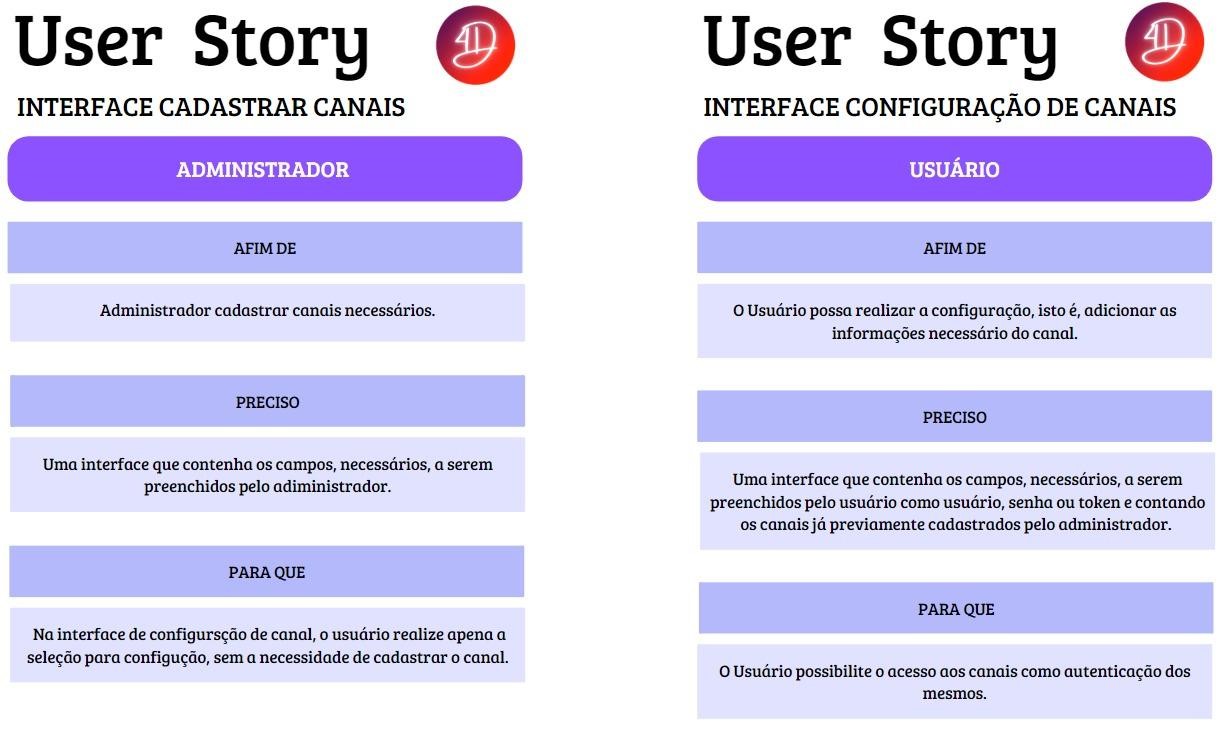 User Story
INTERFACE CADASTRAR CANAIS
ADMINISTRADOR
AFIM DE
Administrador cadastrar canais necessários.
PRECISO
Uma interface que contenha os campos, necessários, a serem
preenchidos pelo adiministrador.
PARA QUE
Na interface de configursção de canal, o usuário realize apena a
seleção para configução, sem a necessidade de cadastrar o canal.
User Story
INTERFACE CONFIGURAÇÃO DE CANAIS
USUÁRIO
AFIM DE
O Usuário possa realizar a configuração, isto é, adicionar as
informações necessário do canal.
PRECISO
Uma interface que contenha os campos, necessários, a serem
preenchidos pelo usuário como usuário, senha ou token e contando
os canais já previamente cadastrados pelo administrador.
PARA QUE
O Usuário possibilite o acesso aos canais como autenticação dos
mesmos.